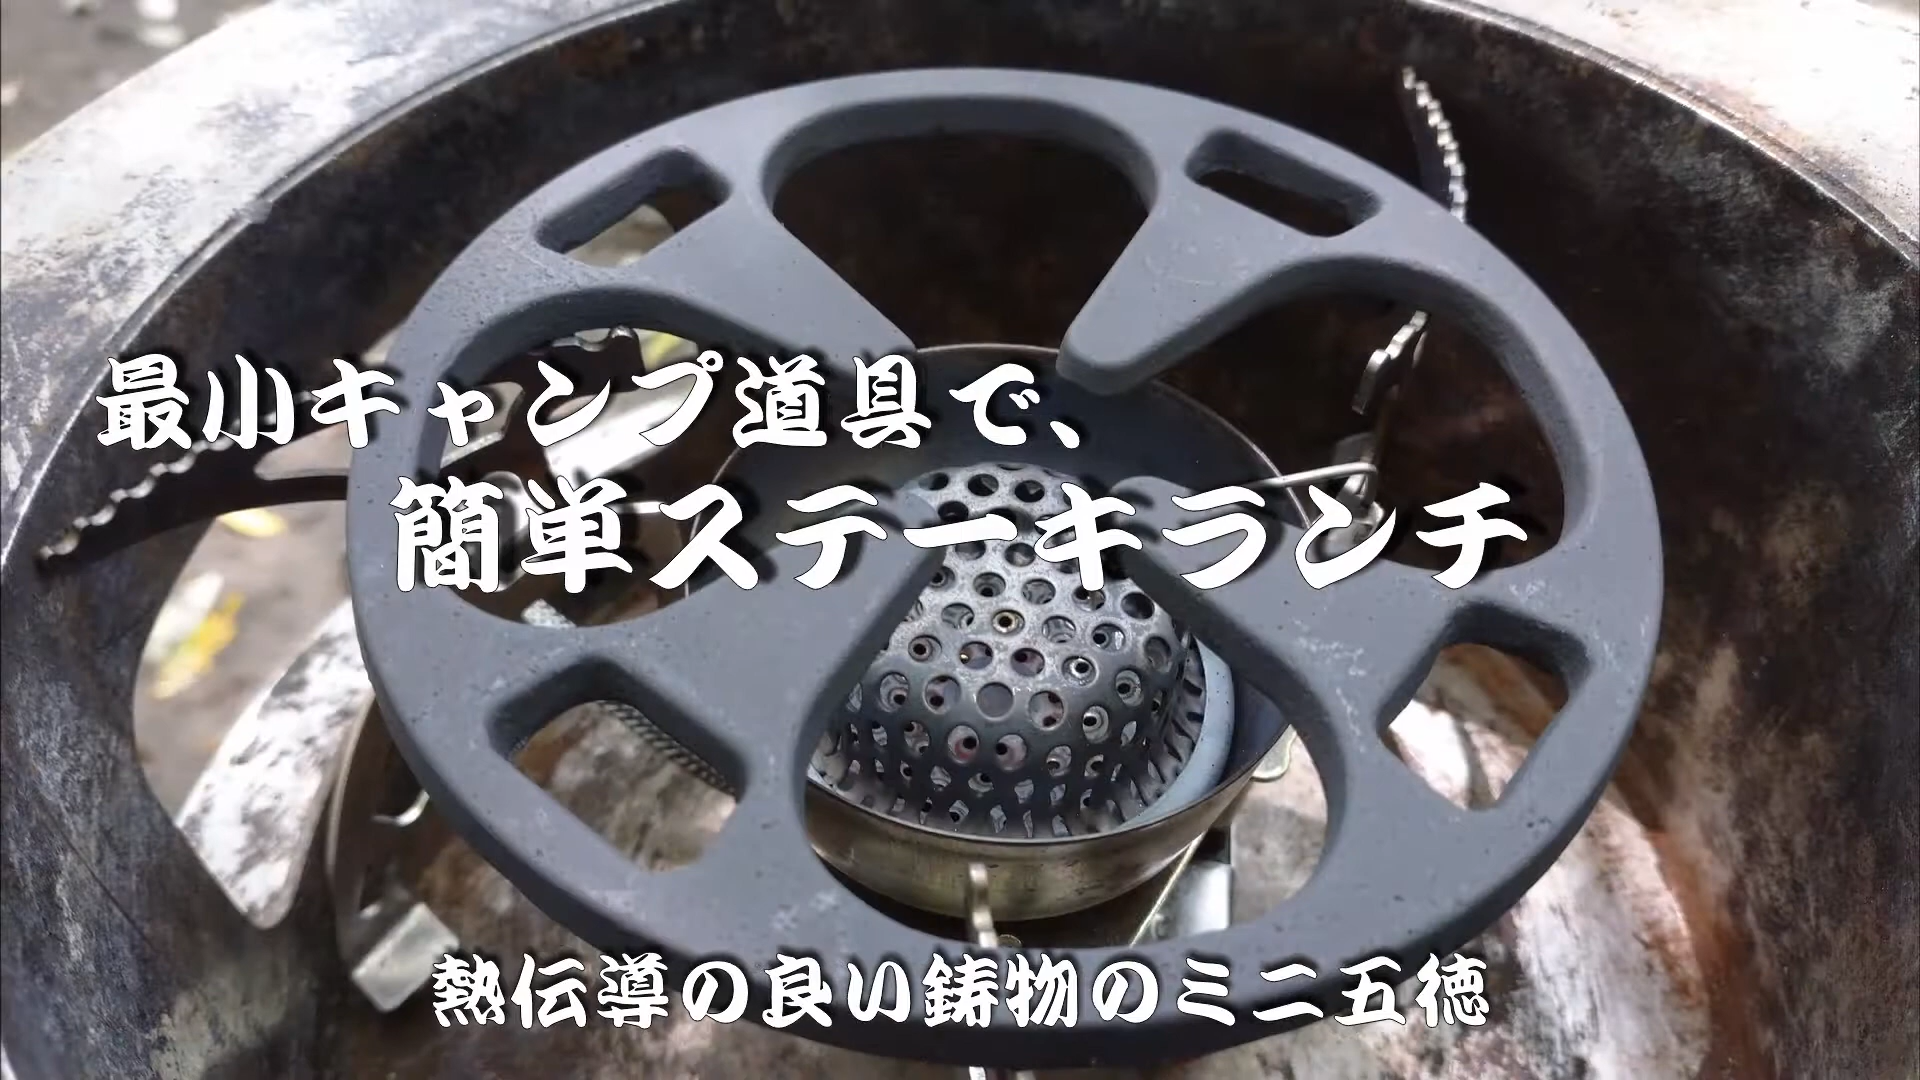 最小キャンプ道具で、
簡単ステーキランチ
熱伝導の良い鋳物のミニ五徳